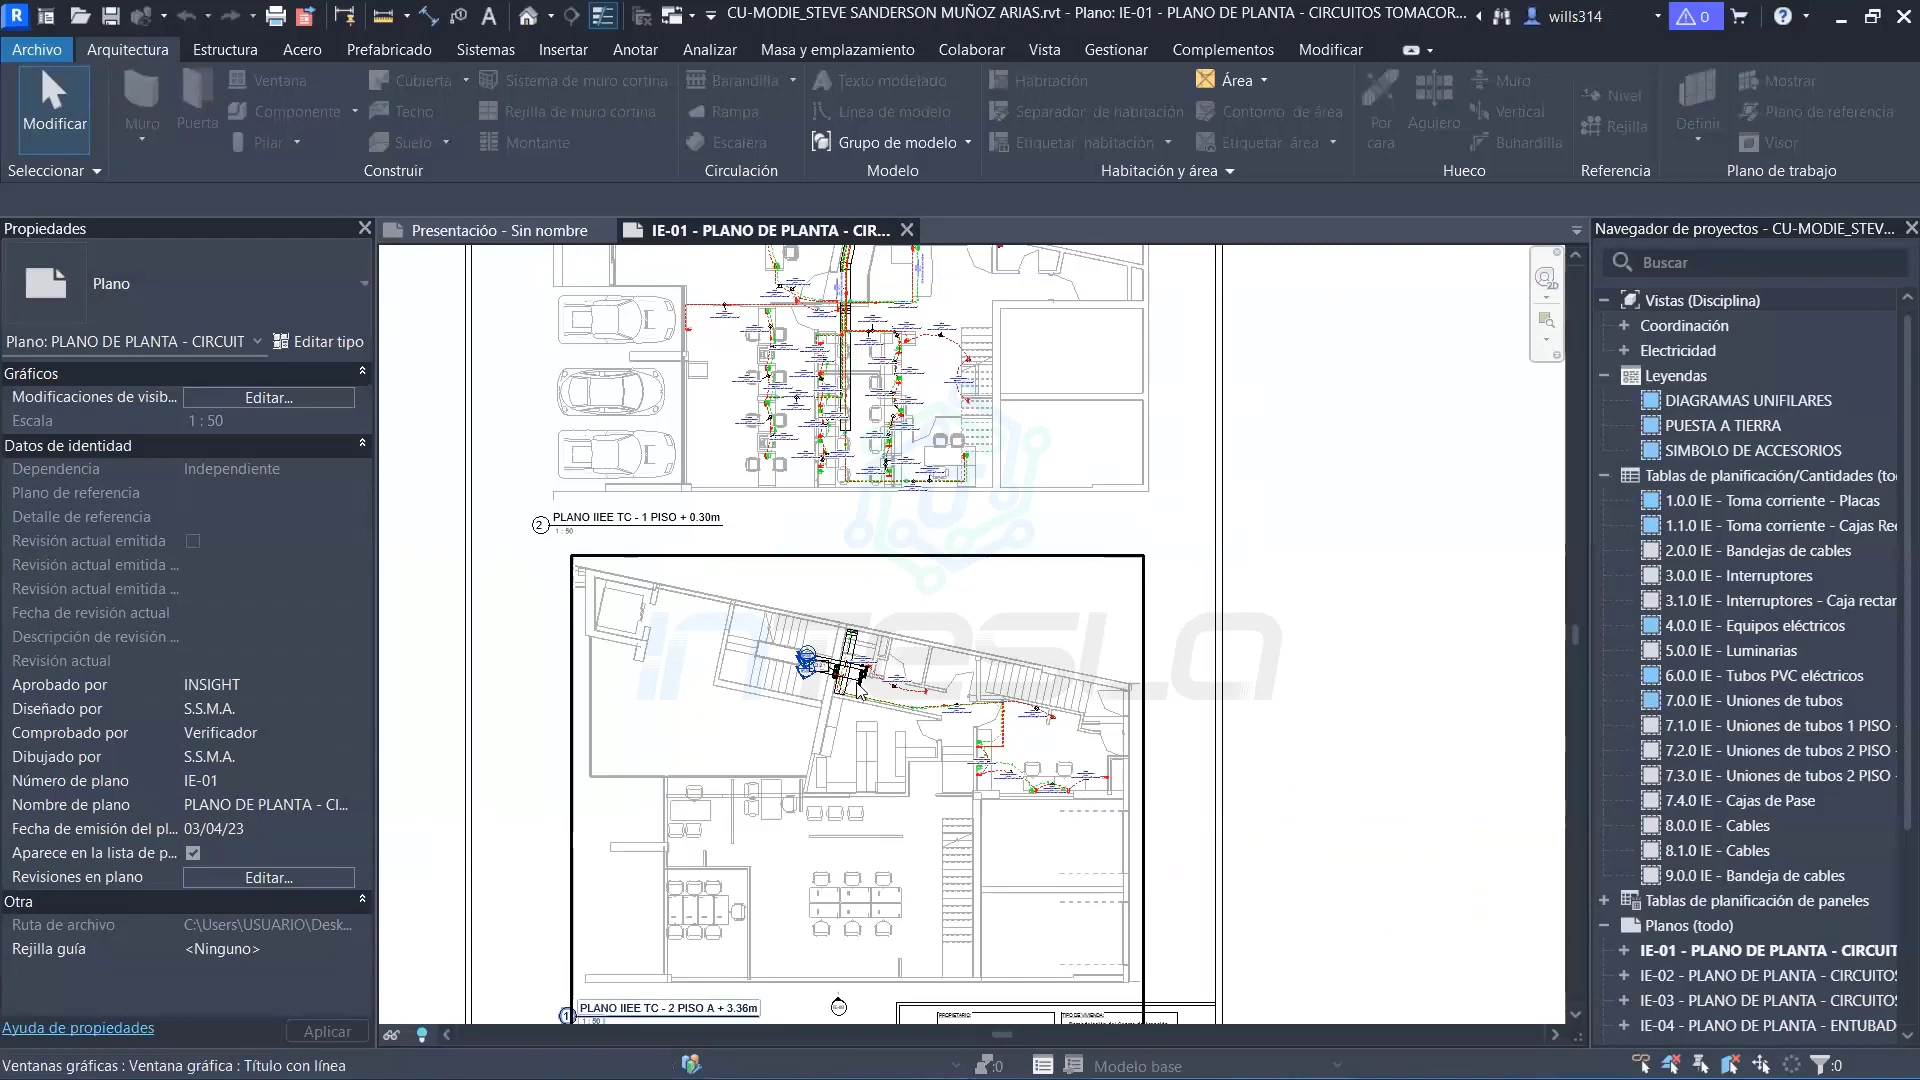 CU-MODIE_STEVE SANDERSON MUÑOZ ARIAS.rvt - Plano: IE-01 - PLANO DE PLANTA - CIRCUITOS TOMACOR...
wills314
0
Archivo Arquitectura Estructura Acero Prefabricado Sistemas Insertar Anotar Analizar Masa y emplazamiento Colaborar Vista Gestionar Complementos Modificar
Modificar
Muro
Puerta
Ventana
Componente
Pilar
Cubierta
Techo
Suelo
Sistema de muro cortina
Rejilla de muro cortina
Montante
Barandilla
Rampa
Escalera
Texto modelado
Línea de modelo
Grupo de modelo
Habitación
Separador de habitación
Etiquetar habitación
Área
Contorno de área
Etiquetar área
Por cara
Agujero
Muro
Vertical
Buhardilla
Nivel
Rejilla
Definir
Mostrar
Plano de referencia
Visor
Seleccionar
Construir
Circulación
Modelo
Habitación y área
Hueco
Referencia
Plano de trabajo
Propiedades
Plano
Plano: PLANO DE PLANTA - CIRCUIT
Editar tipo
Gráficos
Modificaciones de visib... Editar...
Escala 1 : 50
Datos de identidad
Dependencia Independiente
Plano de referencia
Detalle de referencia
Revisión actual emitida
Revisión actual emitida ...
Revisión actual emitida ...
Fecha de revisión actual
Descripción de revisión ...
Revisión actual
Aprobado por INSIGHT
Diseñado por S.S.M.A.
Comprobado por Verificador
Dibujado por S.S.M.A.
Número de plano IE-01
Nombre de plano PLANO DE PLANTA - CI...
Fecha de emisión del pl... 03/04/23
Aparece en la lista de p...
Revisiones en plano Editar...
Otra
Ruta de archivo C:\Users\USUARIO\Desk...
Rejilla guía <Ninguno>
Ayuda de propiedades
Aplicar
Presentacióo - Sin nombre
IE-01 - PLANO DE PLANTA - CIR...
2 PLANO IIEE TC - 1 PISO + 0.30m
1 : 50
INTESLA
1 PLANO IIEE TC - 2 PISO A + 3.36m
1 : 50
PROPIETARIO:
TIPO DE VIVIENDA:
2D
Navegador de proyectos - CU-MODIE_STEV...
Buscar
Vistas (Disciplina)
Coordinación
Electricidad
Leyendas
DIAGRAMAS UNIFILARES
PUESTA A TIERRA
SIMBOLO DE ACCESORIOS
Tablas de planificación/Cantidades (to
1.0.0 IE - Toma corriente - Placas
1.1.0 IE - Toma corriente - Cajas Rec
2.0.0 IE - Bandejas de cables
3.0.0 IE - Interruptores
3.1.0 IE - Interruptores - Caja rectar
4.0.0 IE - Equipos eléctricos
5.0.0 IE - Luminarias
6.0.0 IE - Tubos PVC eléctricos
7.0.0 IE - Uniones de tubos
7.1.0 IE - Uniones de tubos 1 PISO -
7.2.0 IE - Uniones de tubos 2 PISO -
7.3.0 IE - Uniones de tubos 2 PISO -
7.4.0 IE - Cajas de Pase
8.0.0 IE - Cables
8.1.0 IE - Cables
9.0.0 IE - Bandeja de cables
Tablas de planificación de paneles
Planos (todo)
IE-01 - PLANO DE PLANTA - CIRCUIT
IE-02 - PLANO DE PLANTA - CIRCUITOS
IE-03 - PLANO DE PLANTA - CIRCUITOS
IE-04 - PLANO DE PLANTA - ENTUBAD
Ventanas gráficas : Ventana gráfica : Título con línea
:0
Modelo base
:0